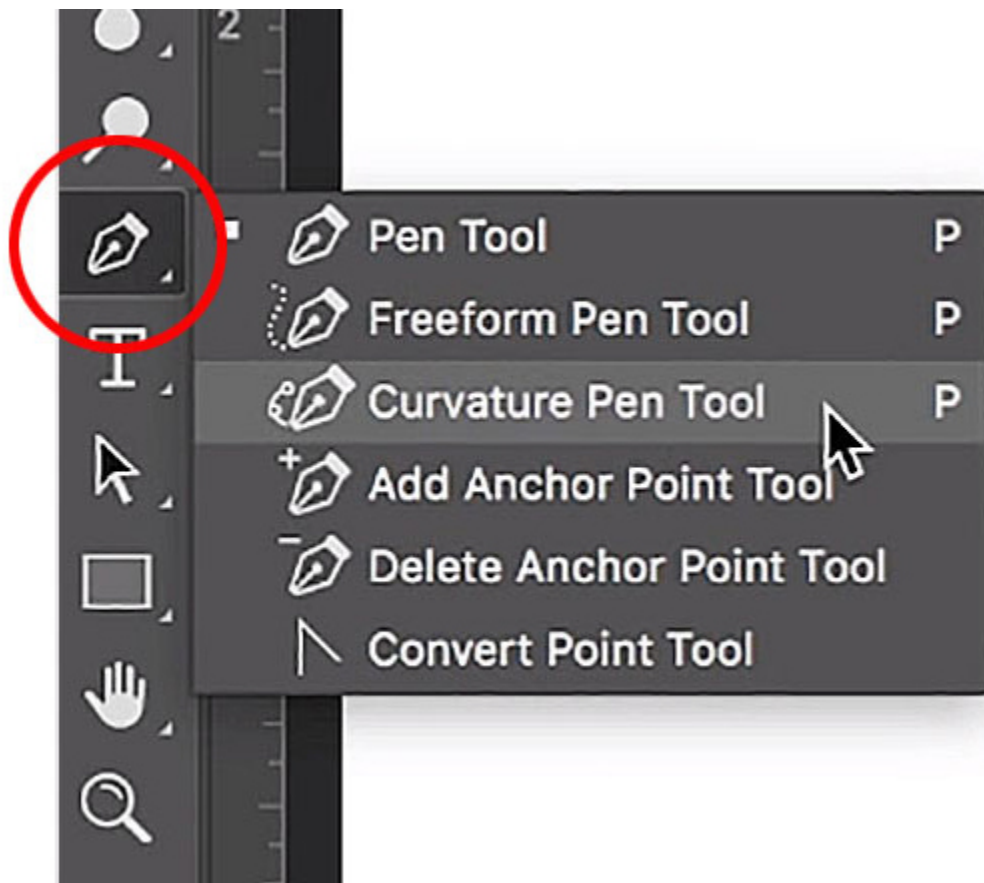 2
Pen Tool P
Freeform Pen Tool P
Curvature Pen Tool P
Add Anchor Point Tool
Delete Anchor Point Tool
Convert Point Tool